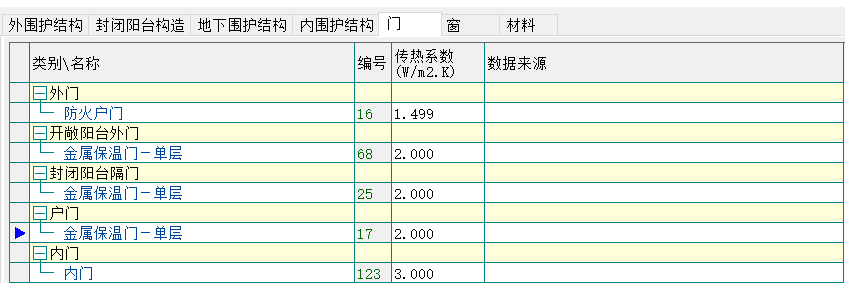 外围护结构 封闭阳台构造 地下围护结构 内围护结构 门 窗 材料
类别\名称 编号 传热系数(W/m2.K) 数据来源
外门
防火户门 16 1.499
开敞阳台外门
金属保温门－单层 68 2.000
封闭阳台隔门
金属保温门－单层 25 2.000
户门
金属保温门－单层 17 2.000
内门
内门 123 3.000